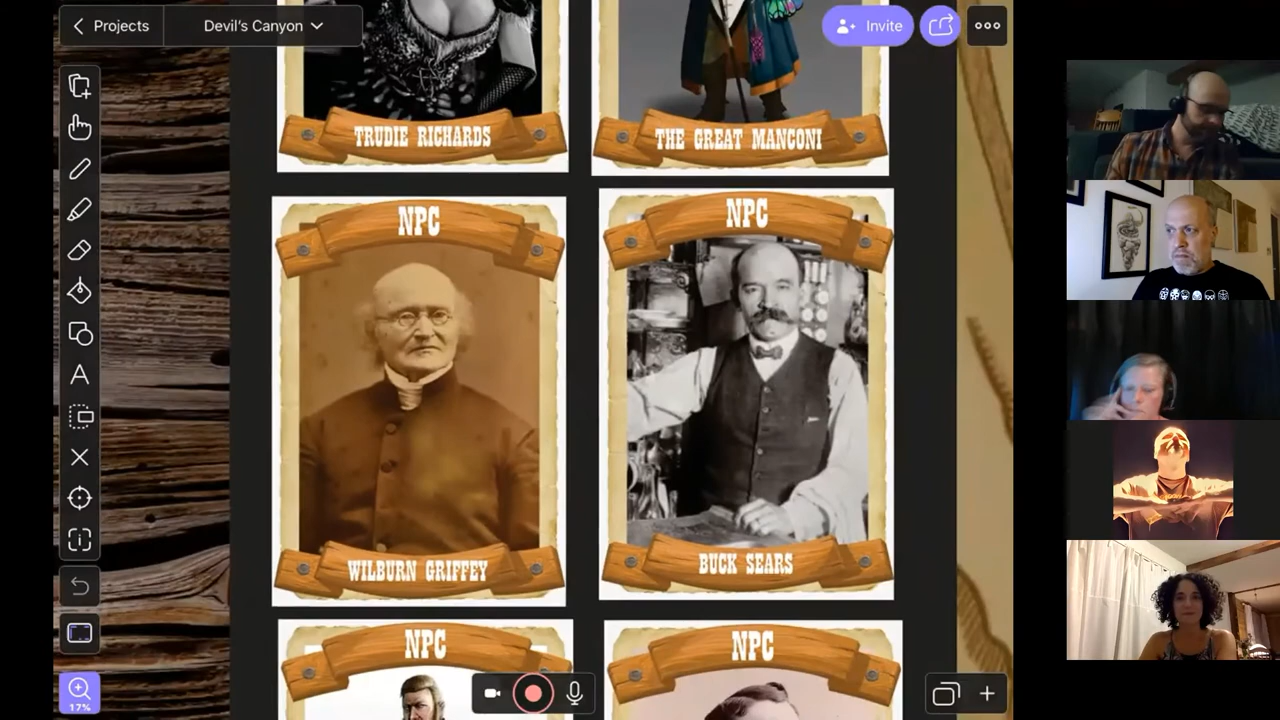 Projects
Devil's Canyon
Invite
TRUDIE RICHARDS
THE GREAT MANCONI
NPC
NPC
WILBURN GRIFFEY
BUCK SEARS
NPC
NPC
17%